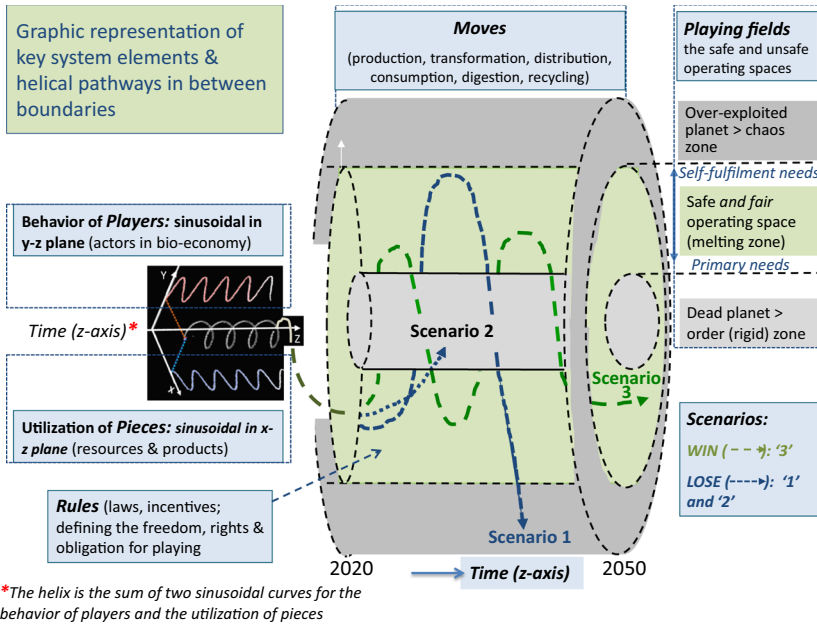 Graphic representation of
key system elements &
helical pathways in between
boundaries
Moves
(production, transformation, distribution,
consumption, digestion, recycling)
Playing fields
the safe and unsafe
operating spaces
Over-exploited
planet > chaos
zone
Self-fulfilment needs
Safe and fair
operating space
(melting zone)
Primary needs
Dead planet >
order (rigid) zone
Behavior of Players: sinusoidal in
y-z plane (actors in bio-economy)
Y
Time (z-axis)*
Z
X
Utilization of Pieces: sinusoidal in x-
z plane (resources & products)
Scenario 2
Scenario
3
Scenario 1
Rules (laws, incentives;
defining the freedom, rights &
obligation for playing
Scenarios:
WIN ( - - -> ): ‘3’
LOSE (---->): ‘1’
and ‘2’
2020
Time (z-axis)
2050
*The helix is the sum of two sinusoidal curves for the
behavior of players and the utilization of pieces